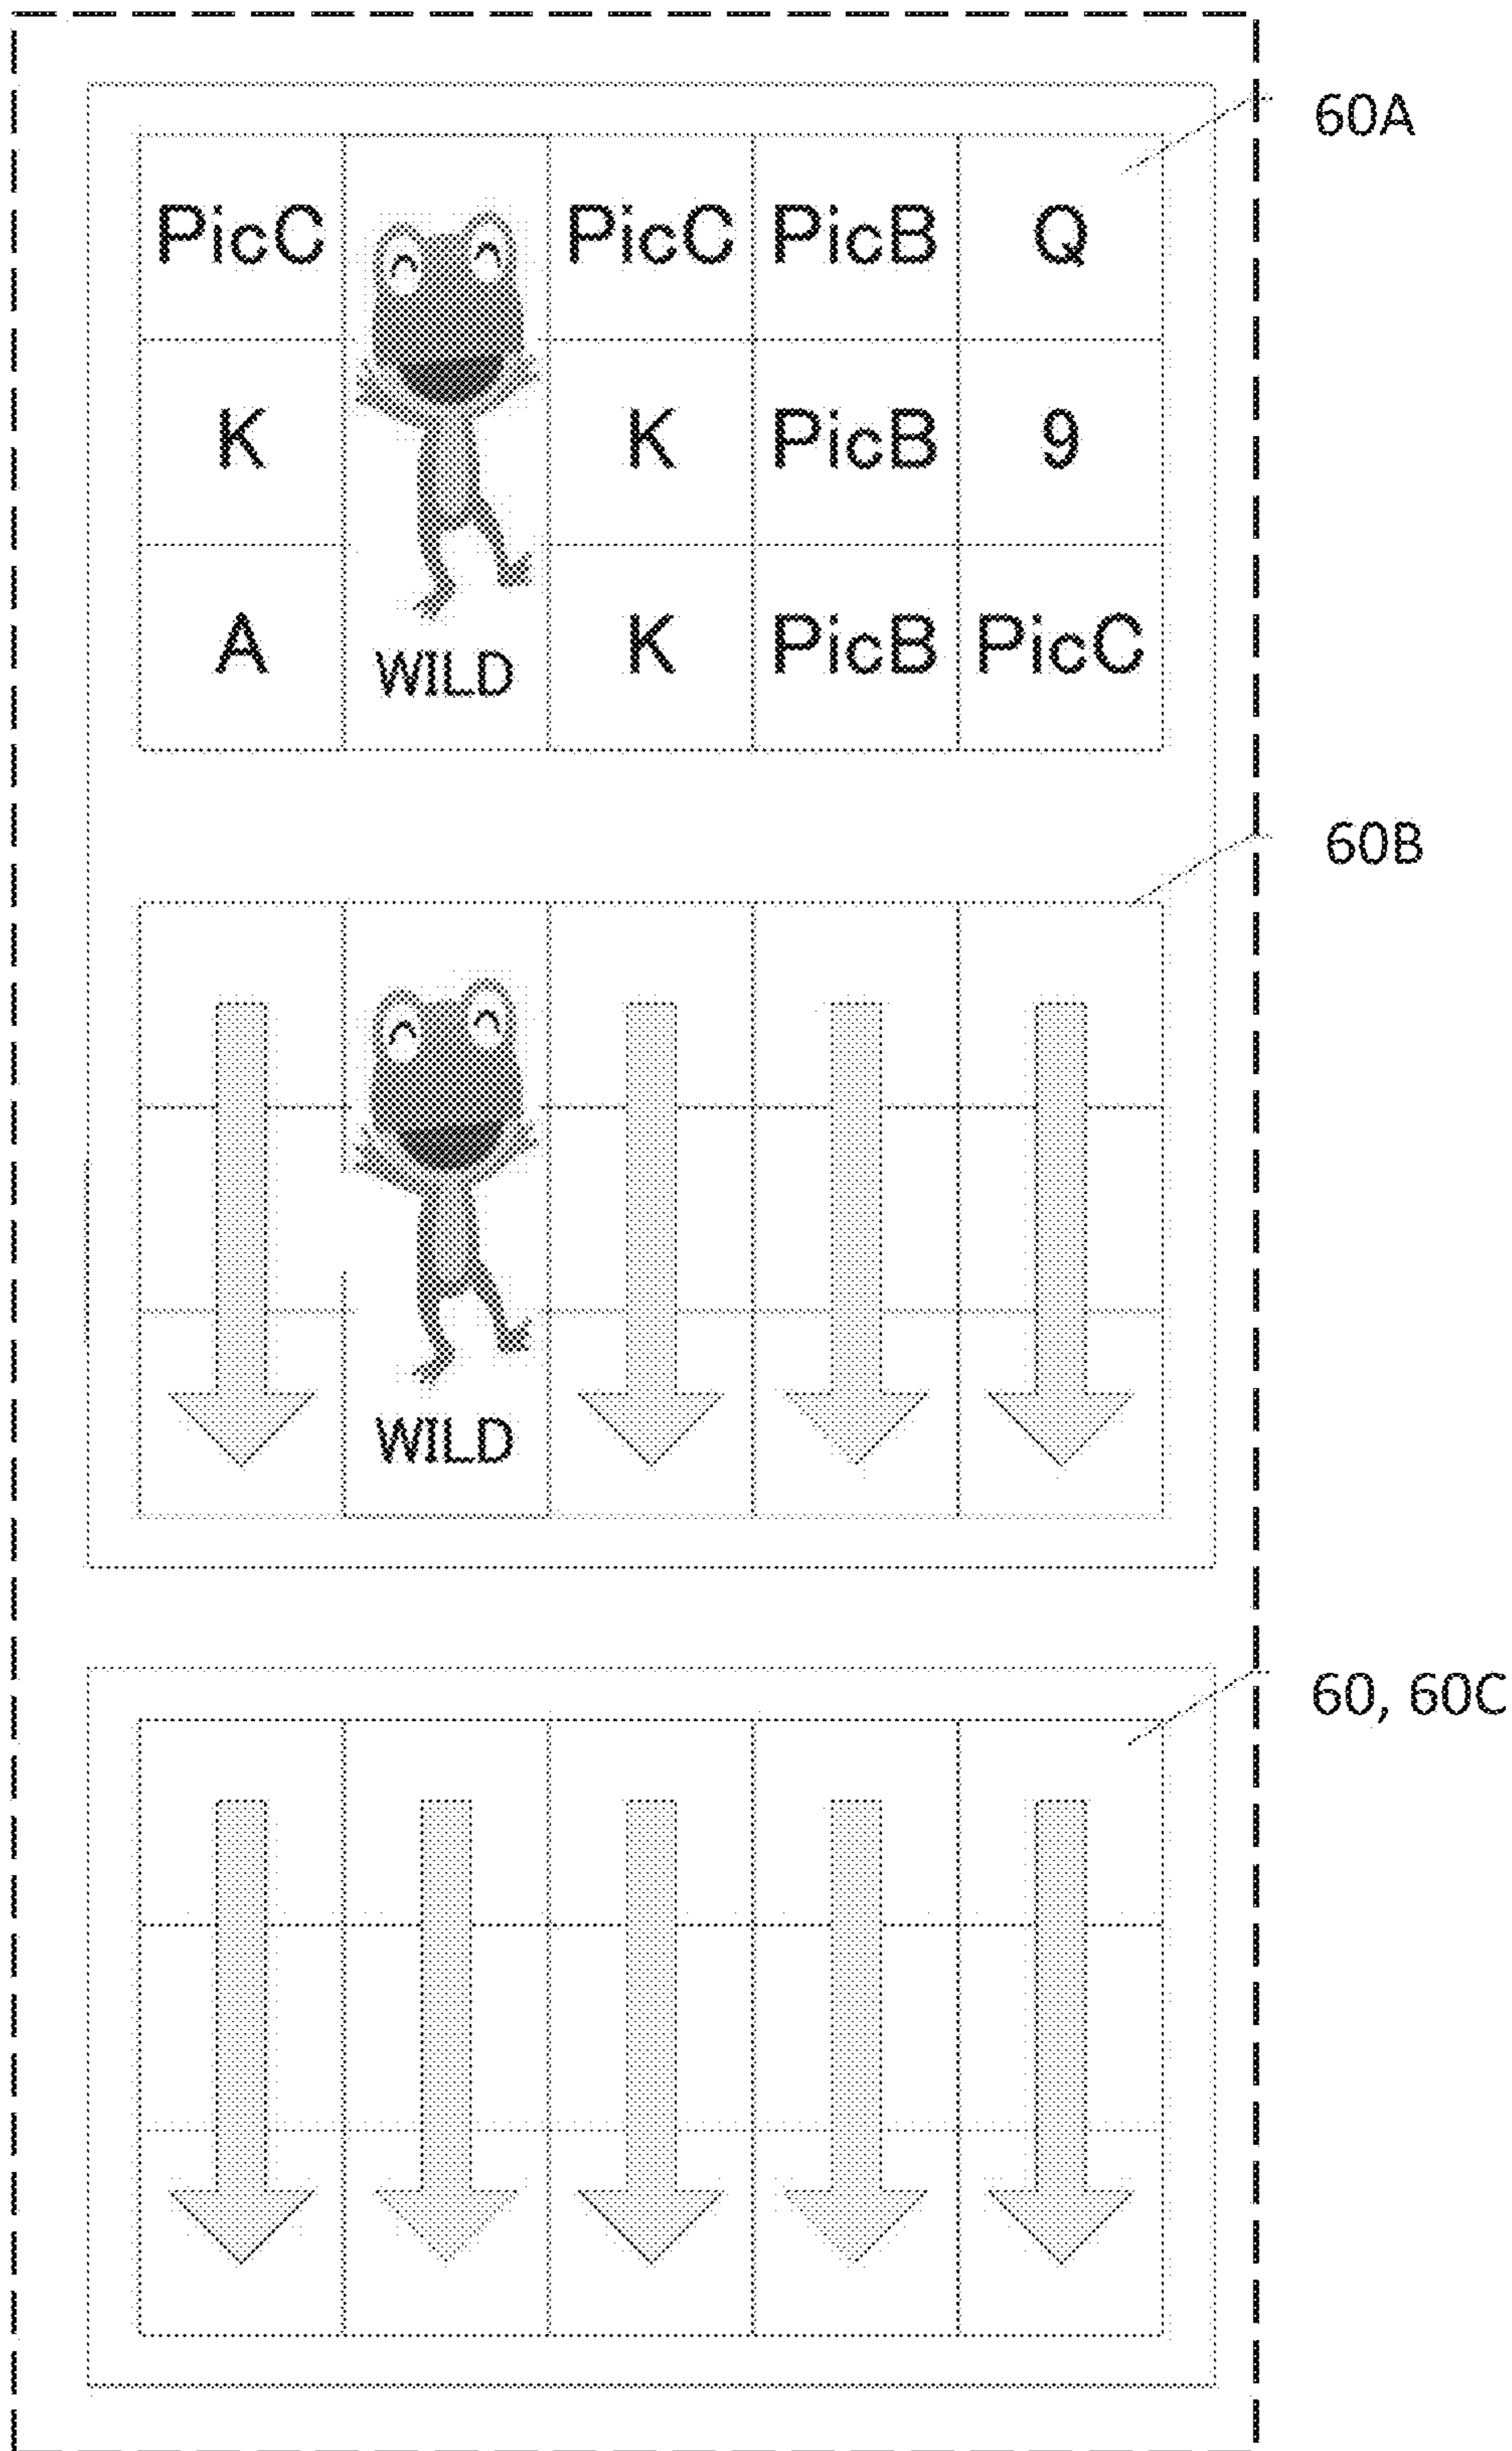 60A
PicC PicC PicB Q
K K PicB 9
A WILD K PicB PicC
60B
WILD
60, 60C